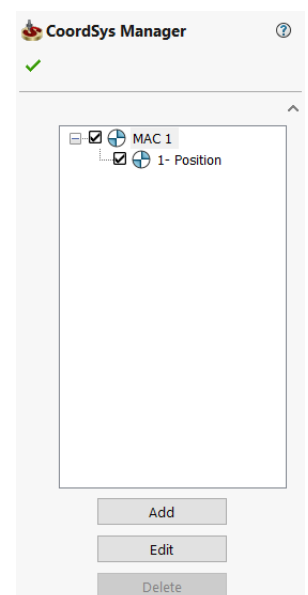 CoordSys Manager
MAC 1
1- Position
Add
Edit
Delete